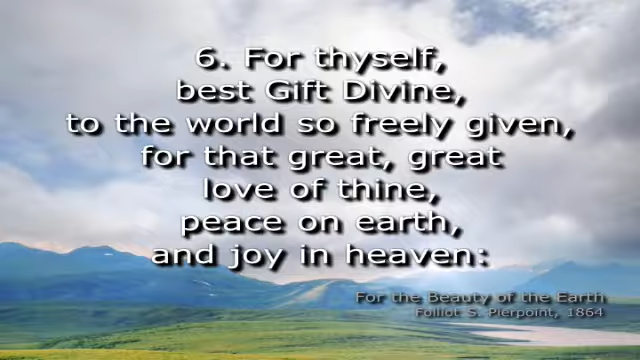 6. For thyself,
best Gift Divine,
to the world so freely given,
for that great, great
love of thine,
peace on earth,
and joy in heaven:
For the Beauty of the Earth
Folliot S. Pierpoint, 1864